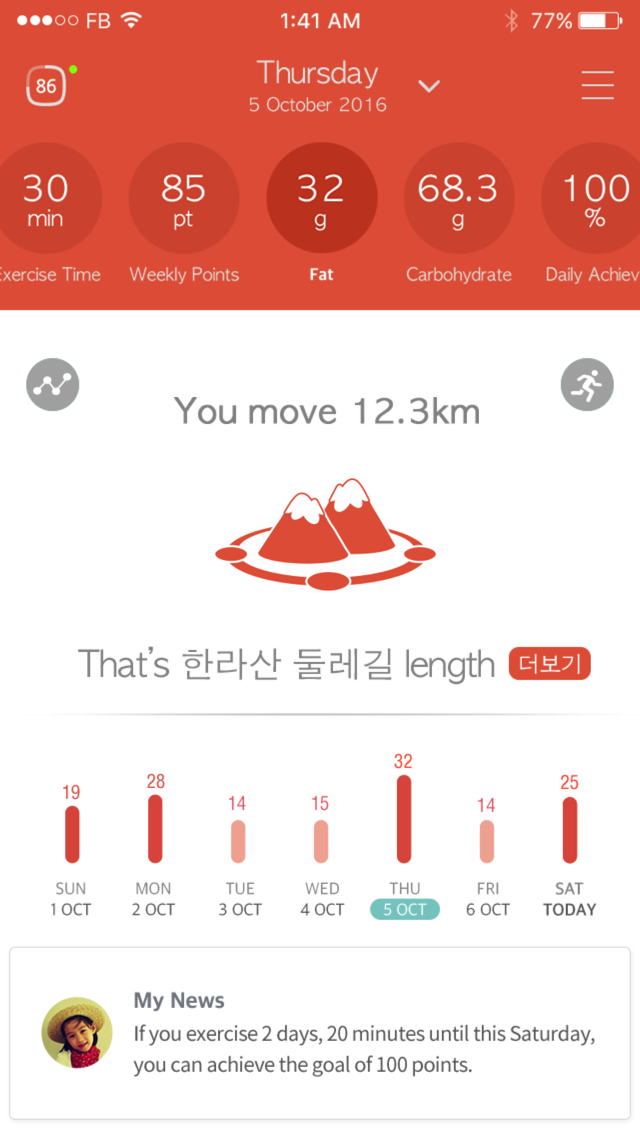 FB 1:41 AM 77%
86
Thursday
5 October 2016
30 85 32 68.3 100
min pt g g %
Exercise Time Weekly Points Fat Carbohydrate Daily Achiev
You move 12.3km
That's 한라산 둘레길 length 더보기
32
19 28 14 15 14 25
SUN MON TUE WED THU FRI SAT
1 OCT 2 OCT 3 OCT 4 OCT 5 OCT 6 OCT TODAY
My News
If you exercise 2 days, 20 minutes until this Saturday,
you can achieve the goal of 100 points.